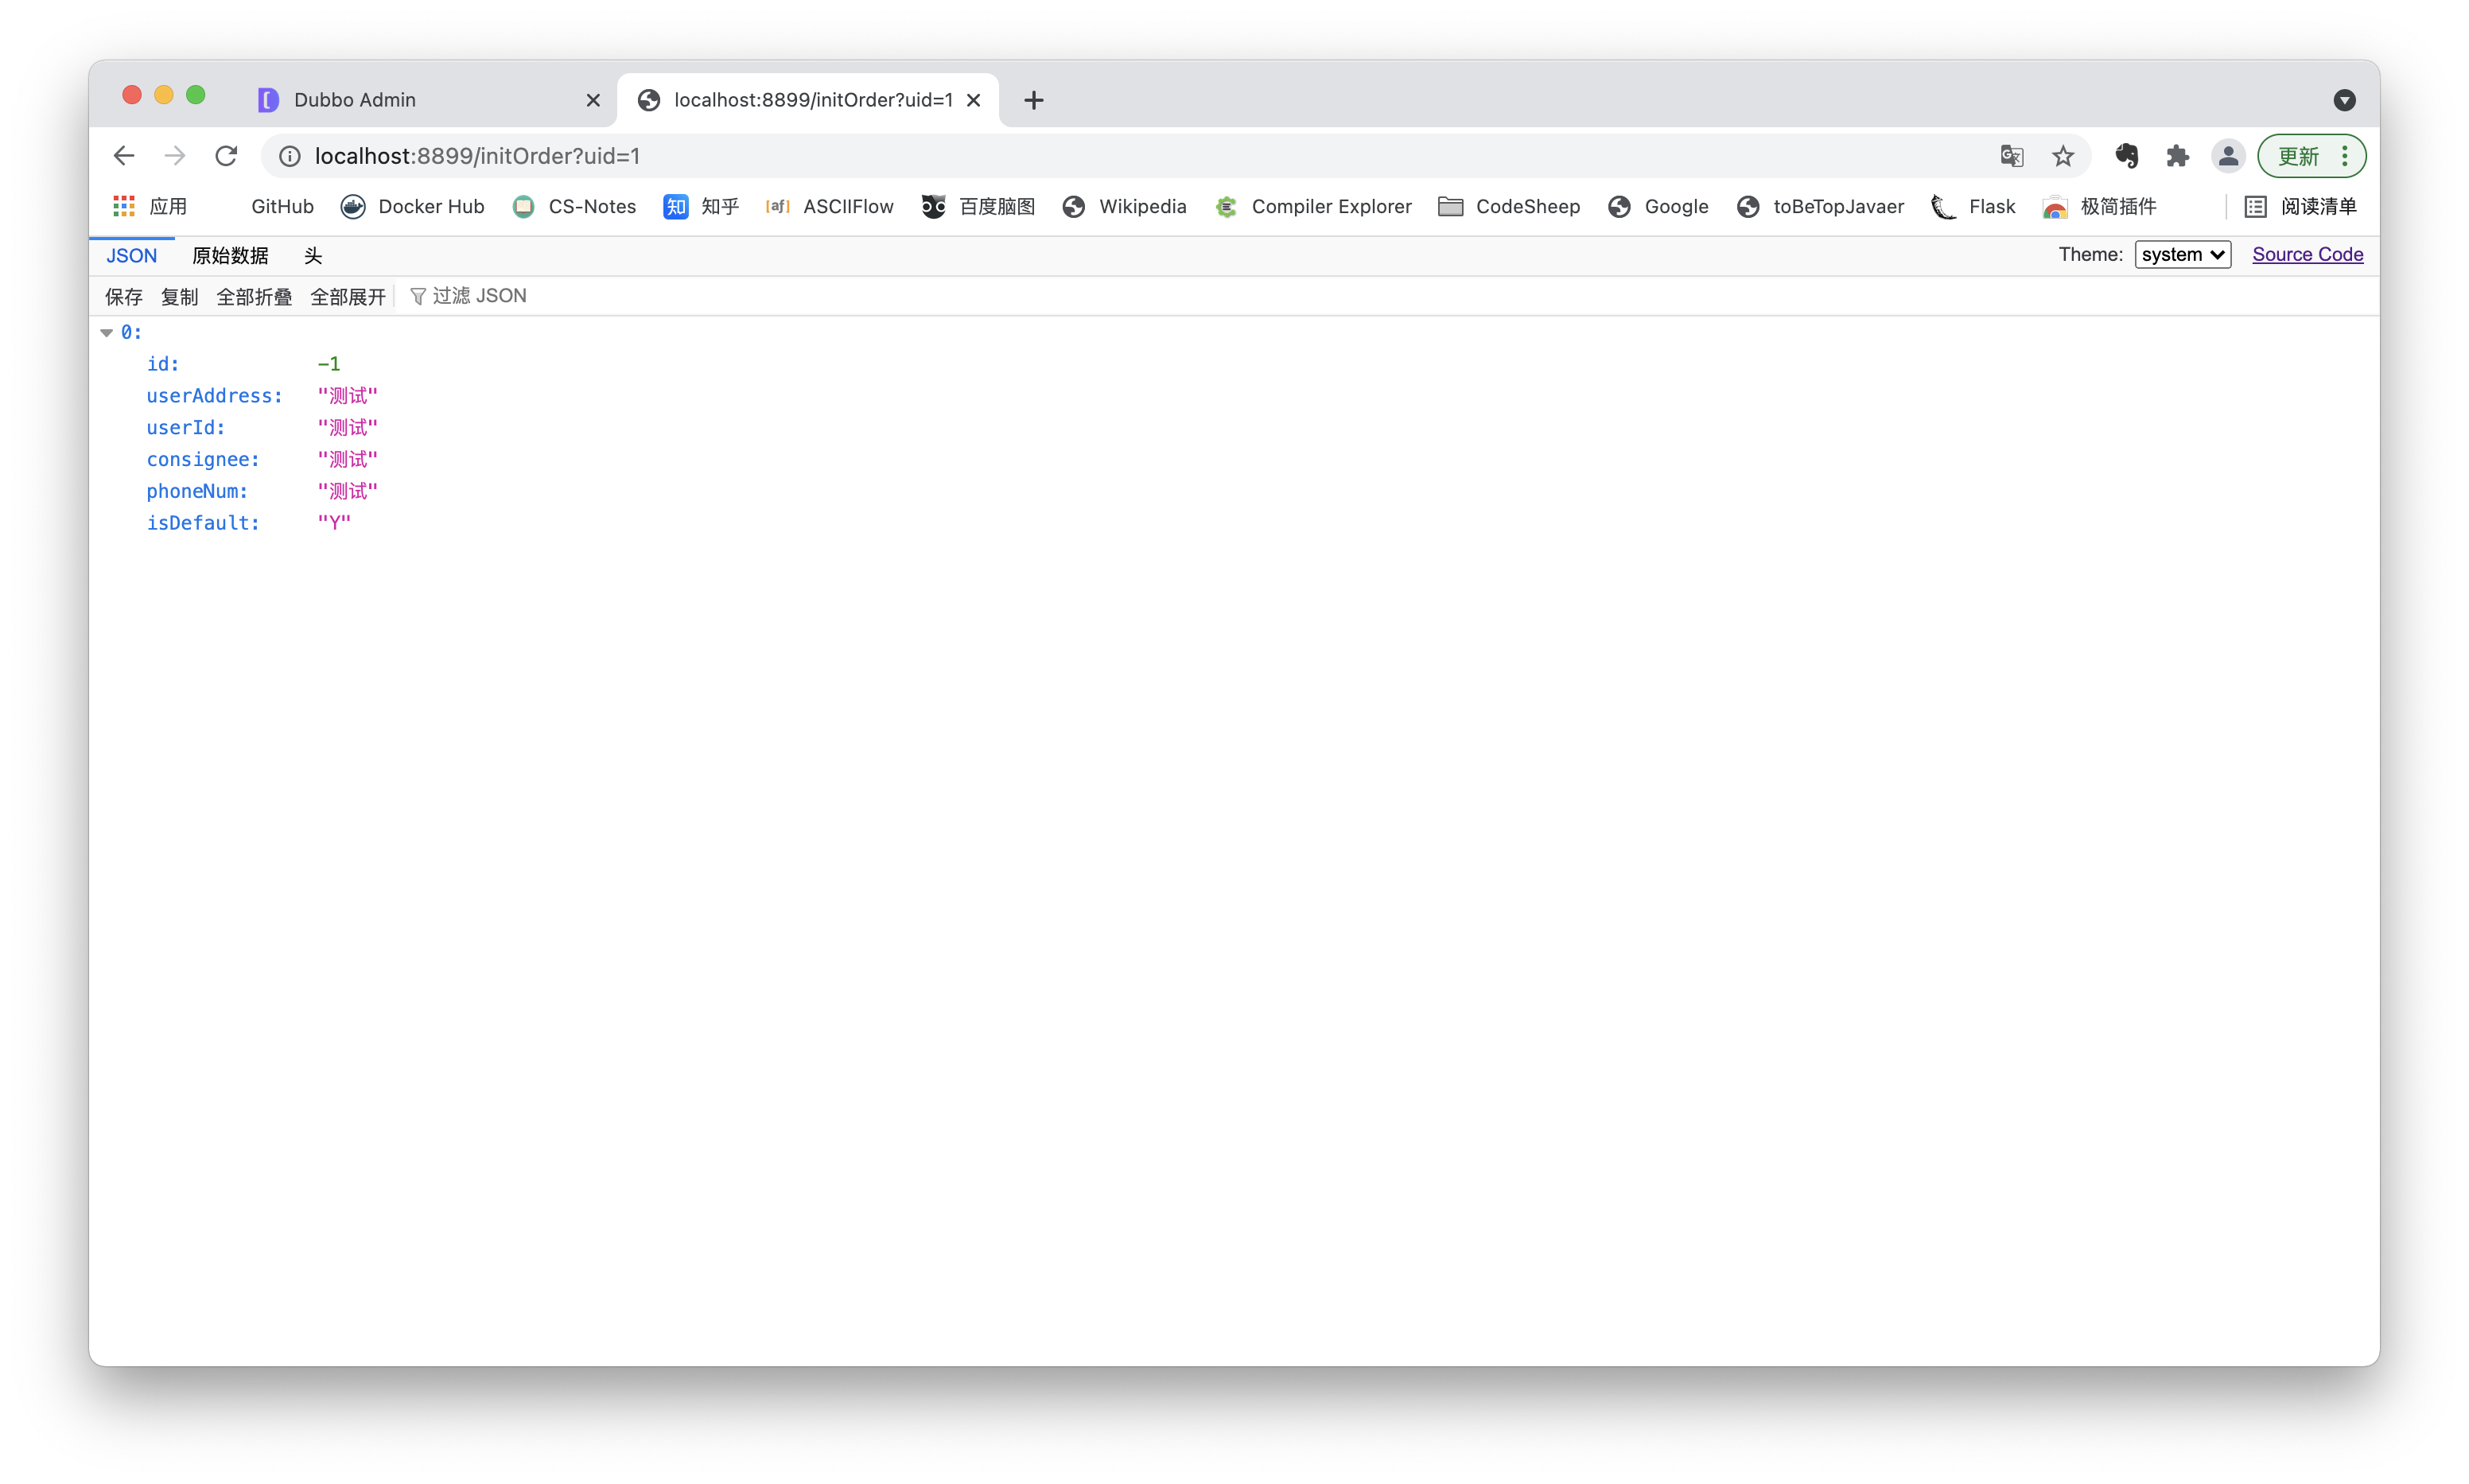 Dubbo Admin
localhost:8899/initOrder?uid=1
localhost:8899/initOrder?uid=1
更新
应用 GitHub Docker Hub CS-Notes 知 知乎 [af] ASCIIFlow 百度脑图 Wikipedia Compiler Explorer CodeSheep Google toBeTopJavaer Flask 极简插件 阅读清单
JSON 原始数据 头 Theme: system Source Code
保存 复制 全部折叠 全部展开 过滤 JSON
0:
id: -1
userAddress: "测试"
userId: "测试"
consignee: "测试"
phoneNum: "测试"
isDefault: "Y"